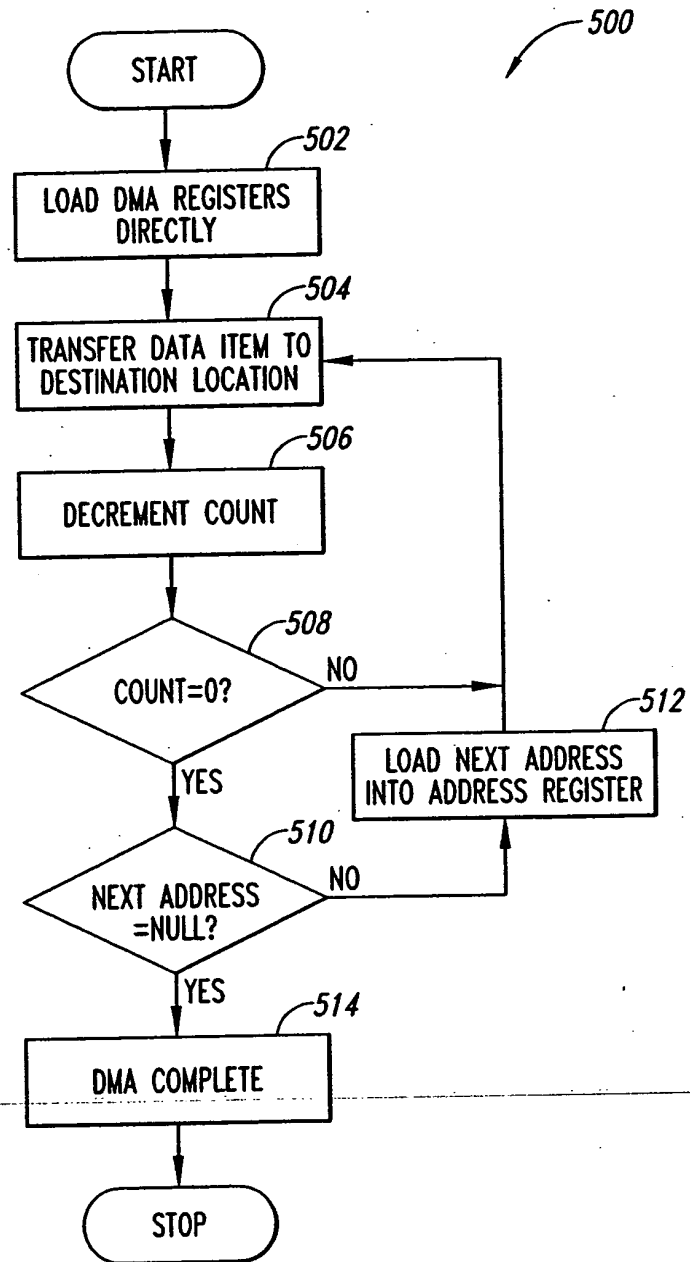 500
START
502
LOAD DMA REGISTERS
DIRECTLY
504
TRANSFER DATA ITEM TO
DESTINATION LOCATION
506
DECREMENT COUNT
508
COUNT=0?
NO
512
LOAD NEXT ADDRESS
INTO ADDRESS REGISTER
YES
510
NEXT ADDRESS
=NULL?
NO
YES
514
DMA COMPLETE
STOP